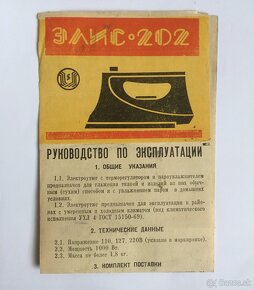 ЭЛИС·202
РУКОВОДСТВО ПО ЭКСПЛУАТАЦИИ
1. ОБЩИЕ УКАЗАНИЯ
1.1. Электроутюг с терморегулятором и пароувлажнителем
предназначен для глажения тканей и изделий из них обыч-
ным (сухим) способом и с увлажнением паром в домашних
условиях.
1.2. Электроутюг предназначен для эксплуатации в райо-
нах с умеренным и холодным климатом (вид климатического
исполнения УХЛ 4 ГОСТ 15150-69).
2. ТЕХНИЧЕСКИЕ ДАННЫЕ
2.1. Напряжение 110, 127, 220В (указано в маркировке).
2.2. Мощность 1000 Вт.
2.3. Масса не более 1,8 кг.
3. КОМПЛЕКТ ПОСТАВКИ